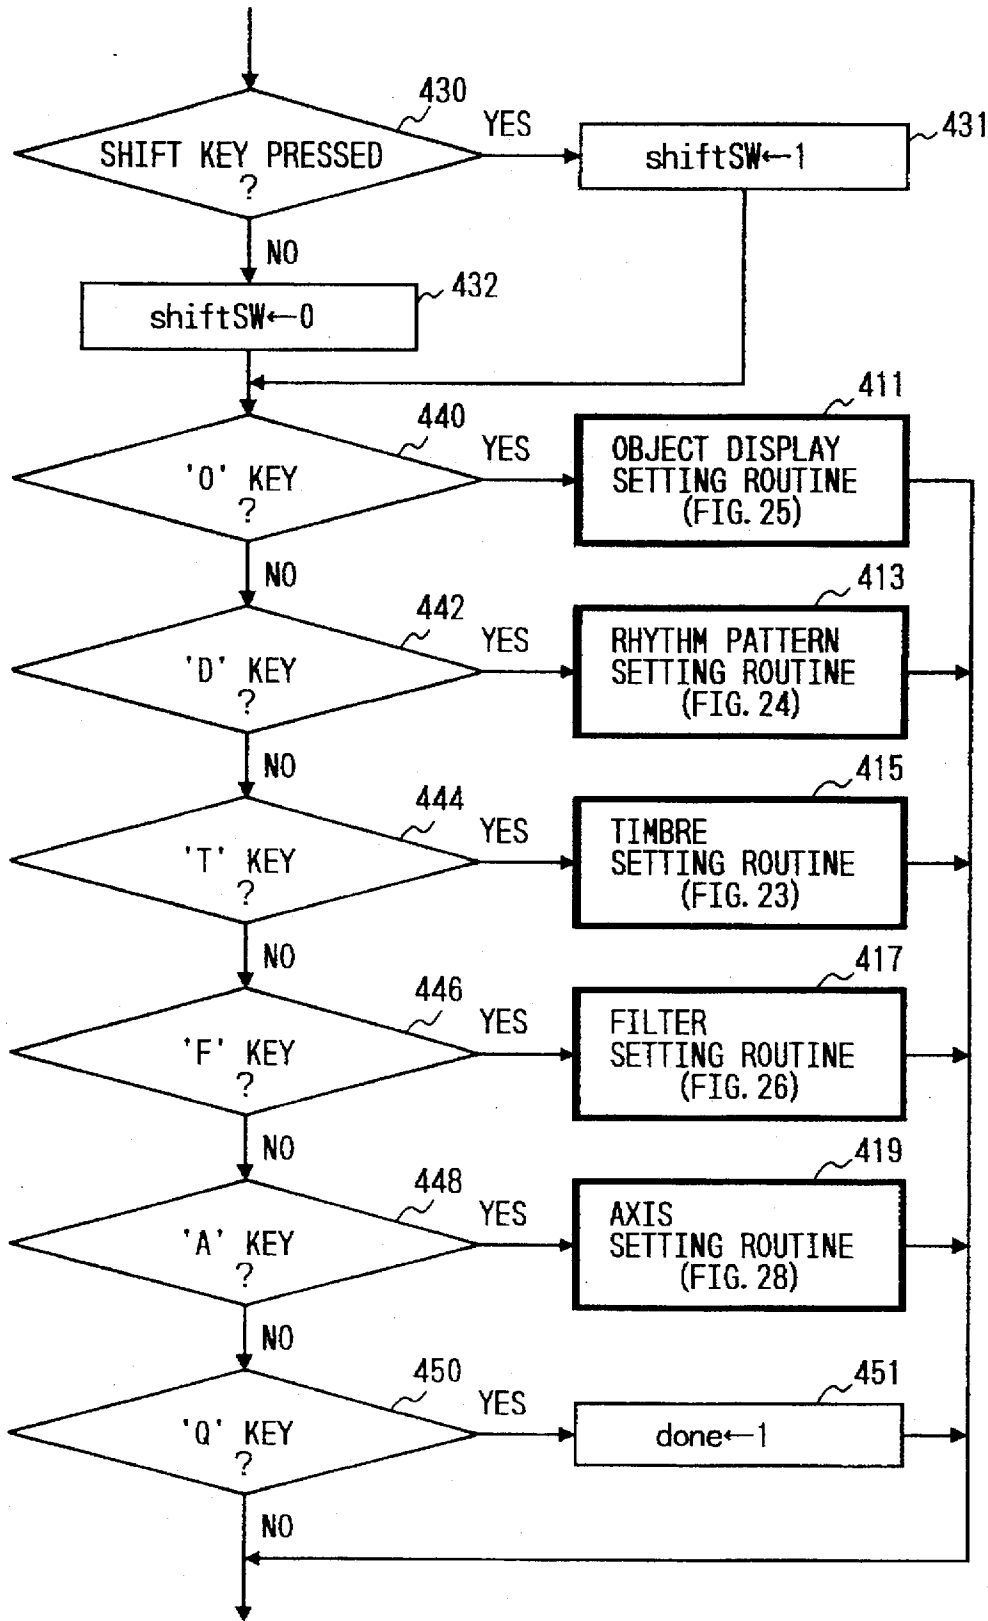 430
YES
431
SHIFT KEY PRESSED
?
shiftSW←1
NO
432
shiftSW←0
411
440
YES
'O' KEY
?
OBJECT DISPLAY
SETTING ROUTINE
(FIG. 25)
NO
413
442
YES
'D' KEY
?
RHYTHM PATTERN
SETTING ROUTINE
(FIG. 24)
NO
415
444
YES
'T' KEY
?
TIMBRE
SETTING ROUTINE
(FIG. 23)
NO
417
446
YES
'F' KEY
?
FILTER
SETTING ROUTINE
(FIG. 26)
NO
419
448
YES
'A' KEY
?
AXIS
SETTING ROUTINE
(FIG. 28)
NO
451
450
YES
'Q' KEY
?
done←1
NO